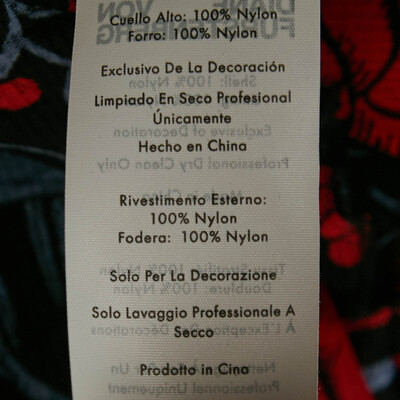 Cuello Alto: 100% Nylon
Forro: 100% Nylon
Exclusivo De La Decoración
Limpiado En Seco Profesional
Únicamente
Hecho en China
Rivestimento Esterno:
100% Nylon
Fodera: 100% Nylon
Solo Per La Decorazione
Solo Lavaggio Professionale A
Secco
Prodotto in Cina